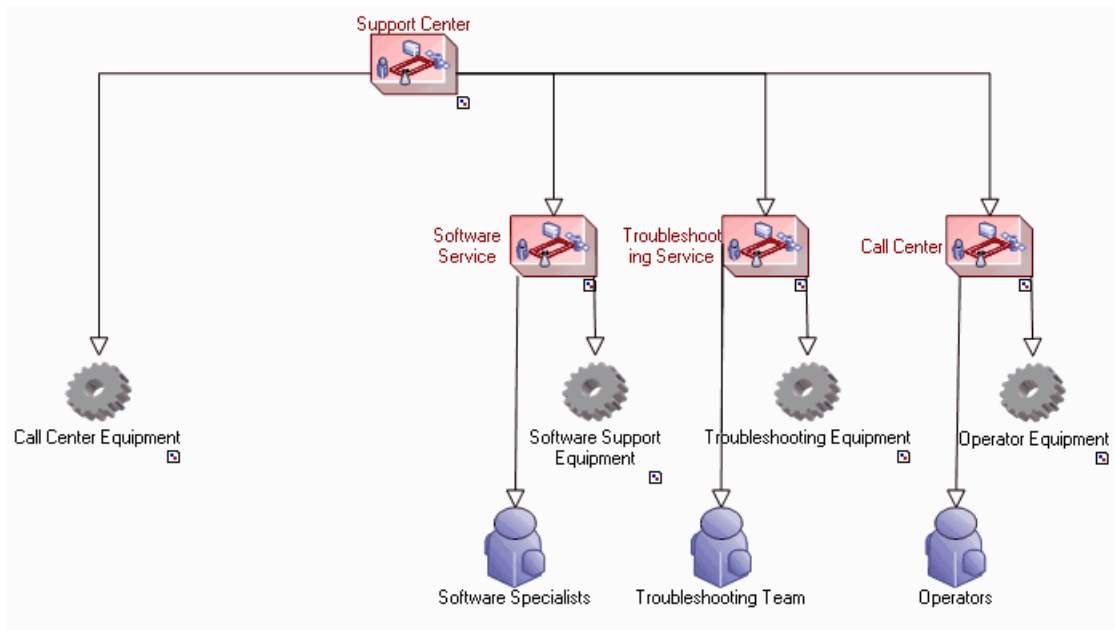 Support Center
Software
Service
Troubleshoot
ing Service
Call Center
Call Center Equipment
Software Support
Equipment
Troubleshooting Equipment
Operator Equipment
Software Specialists
Troubleshooting Team
Operators